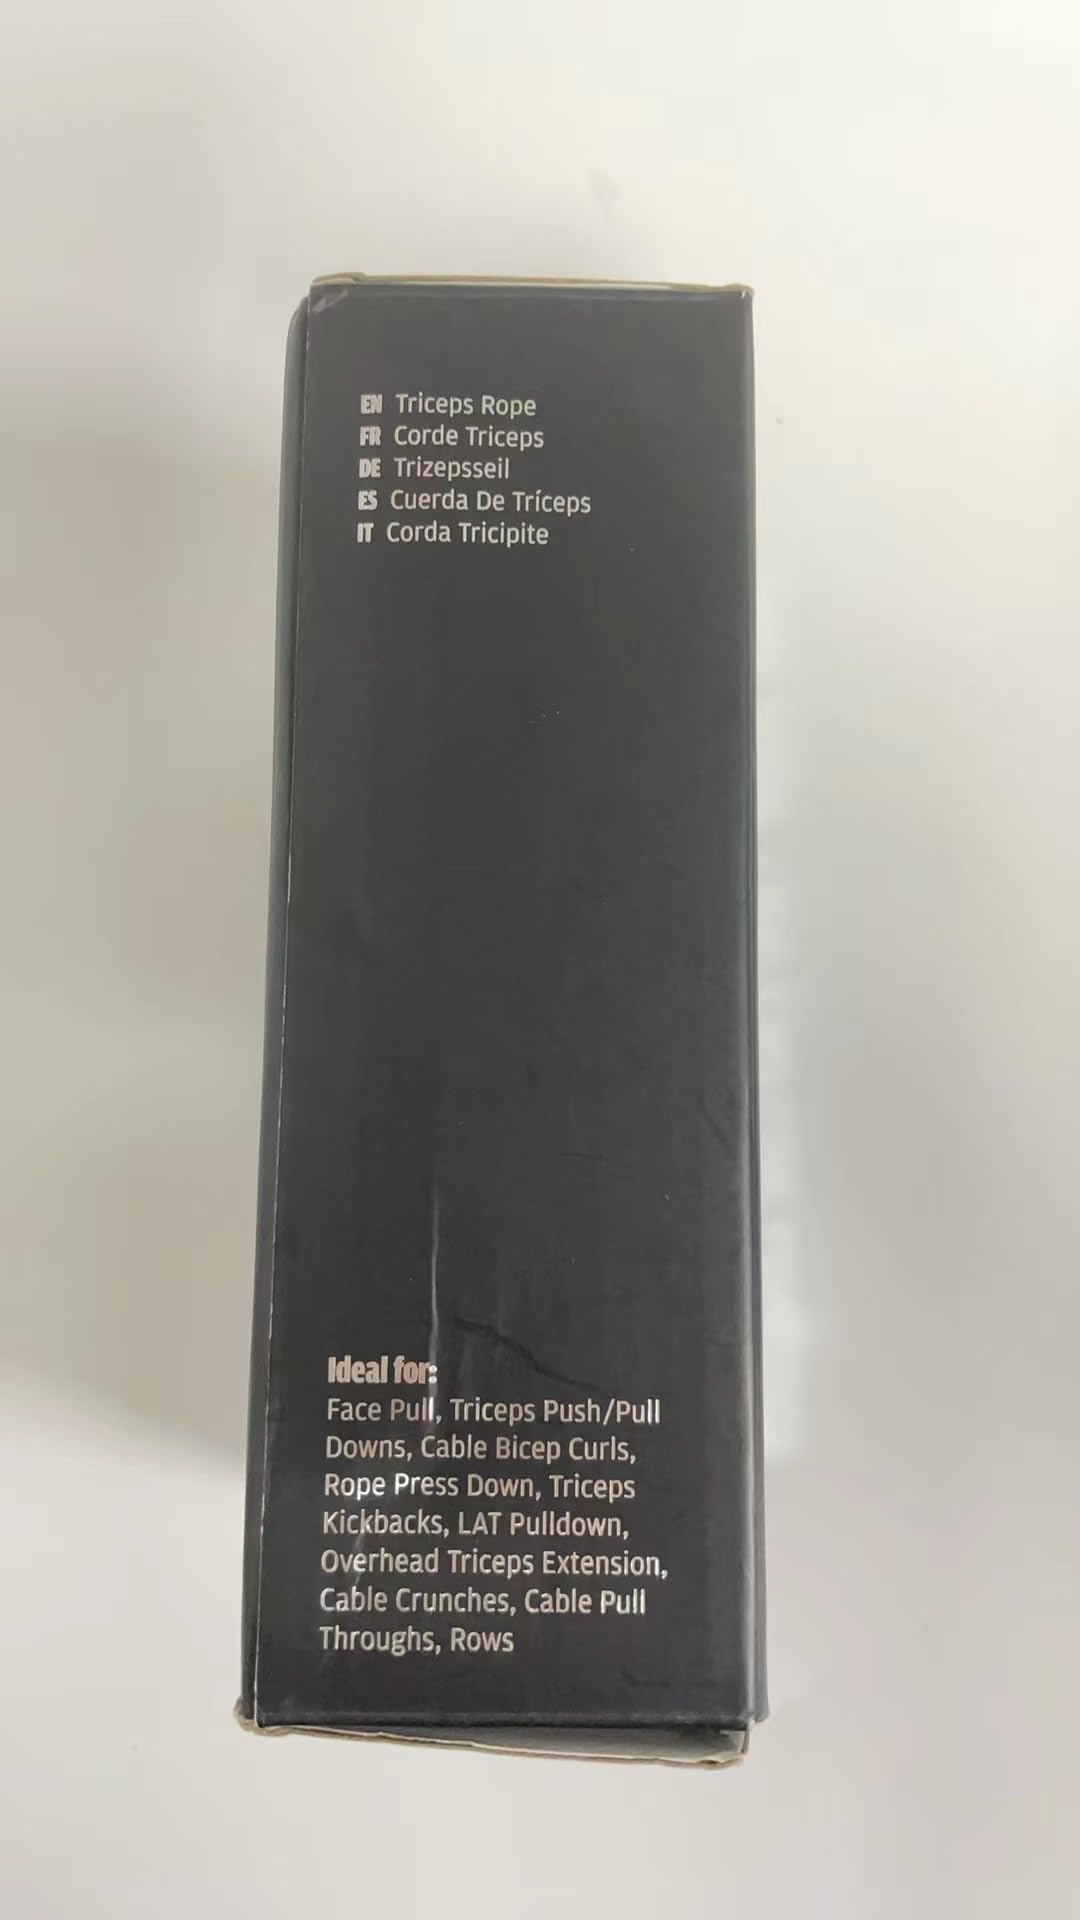 EN Triceps Rope
FR Corde Triceps
DE Trizepsseil
ES Cuerda De Tríceps
IT Corda Tricipite
Ideal for:
Face Pull, Triceps Push/Pull
Downs, Cable Bicep Curls,
Rope Press Down, Triceps
Kickbacks, LAT Pulldown,
Overhead Triceps Extension,
Cable Crunches, Cable Pull
Throughs, Rows